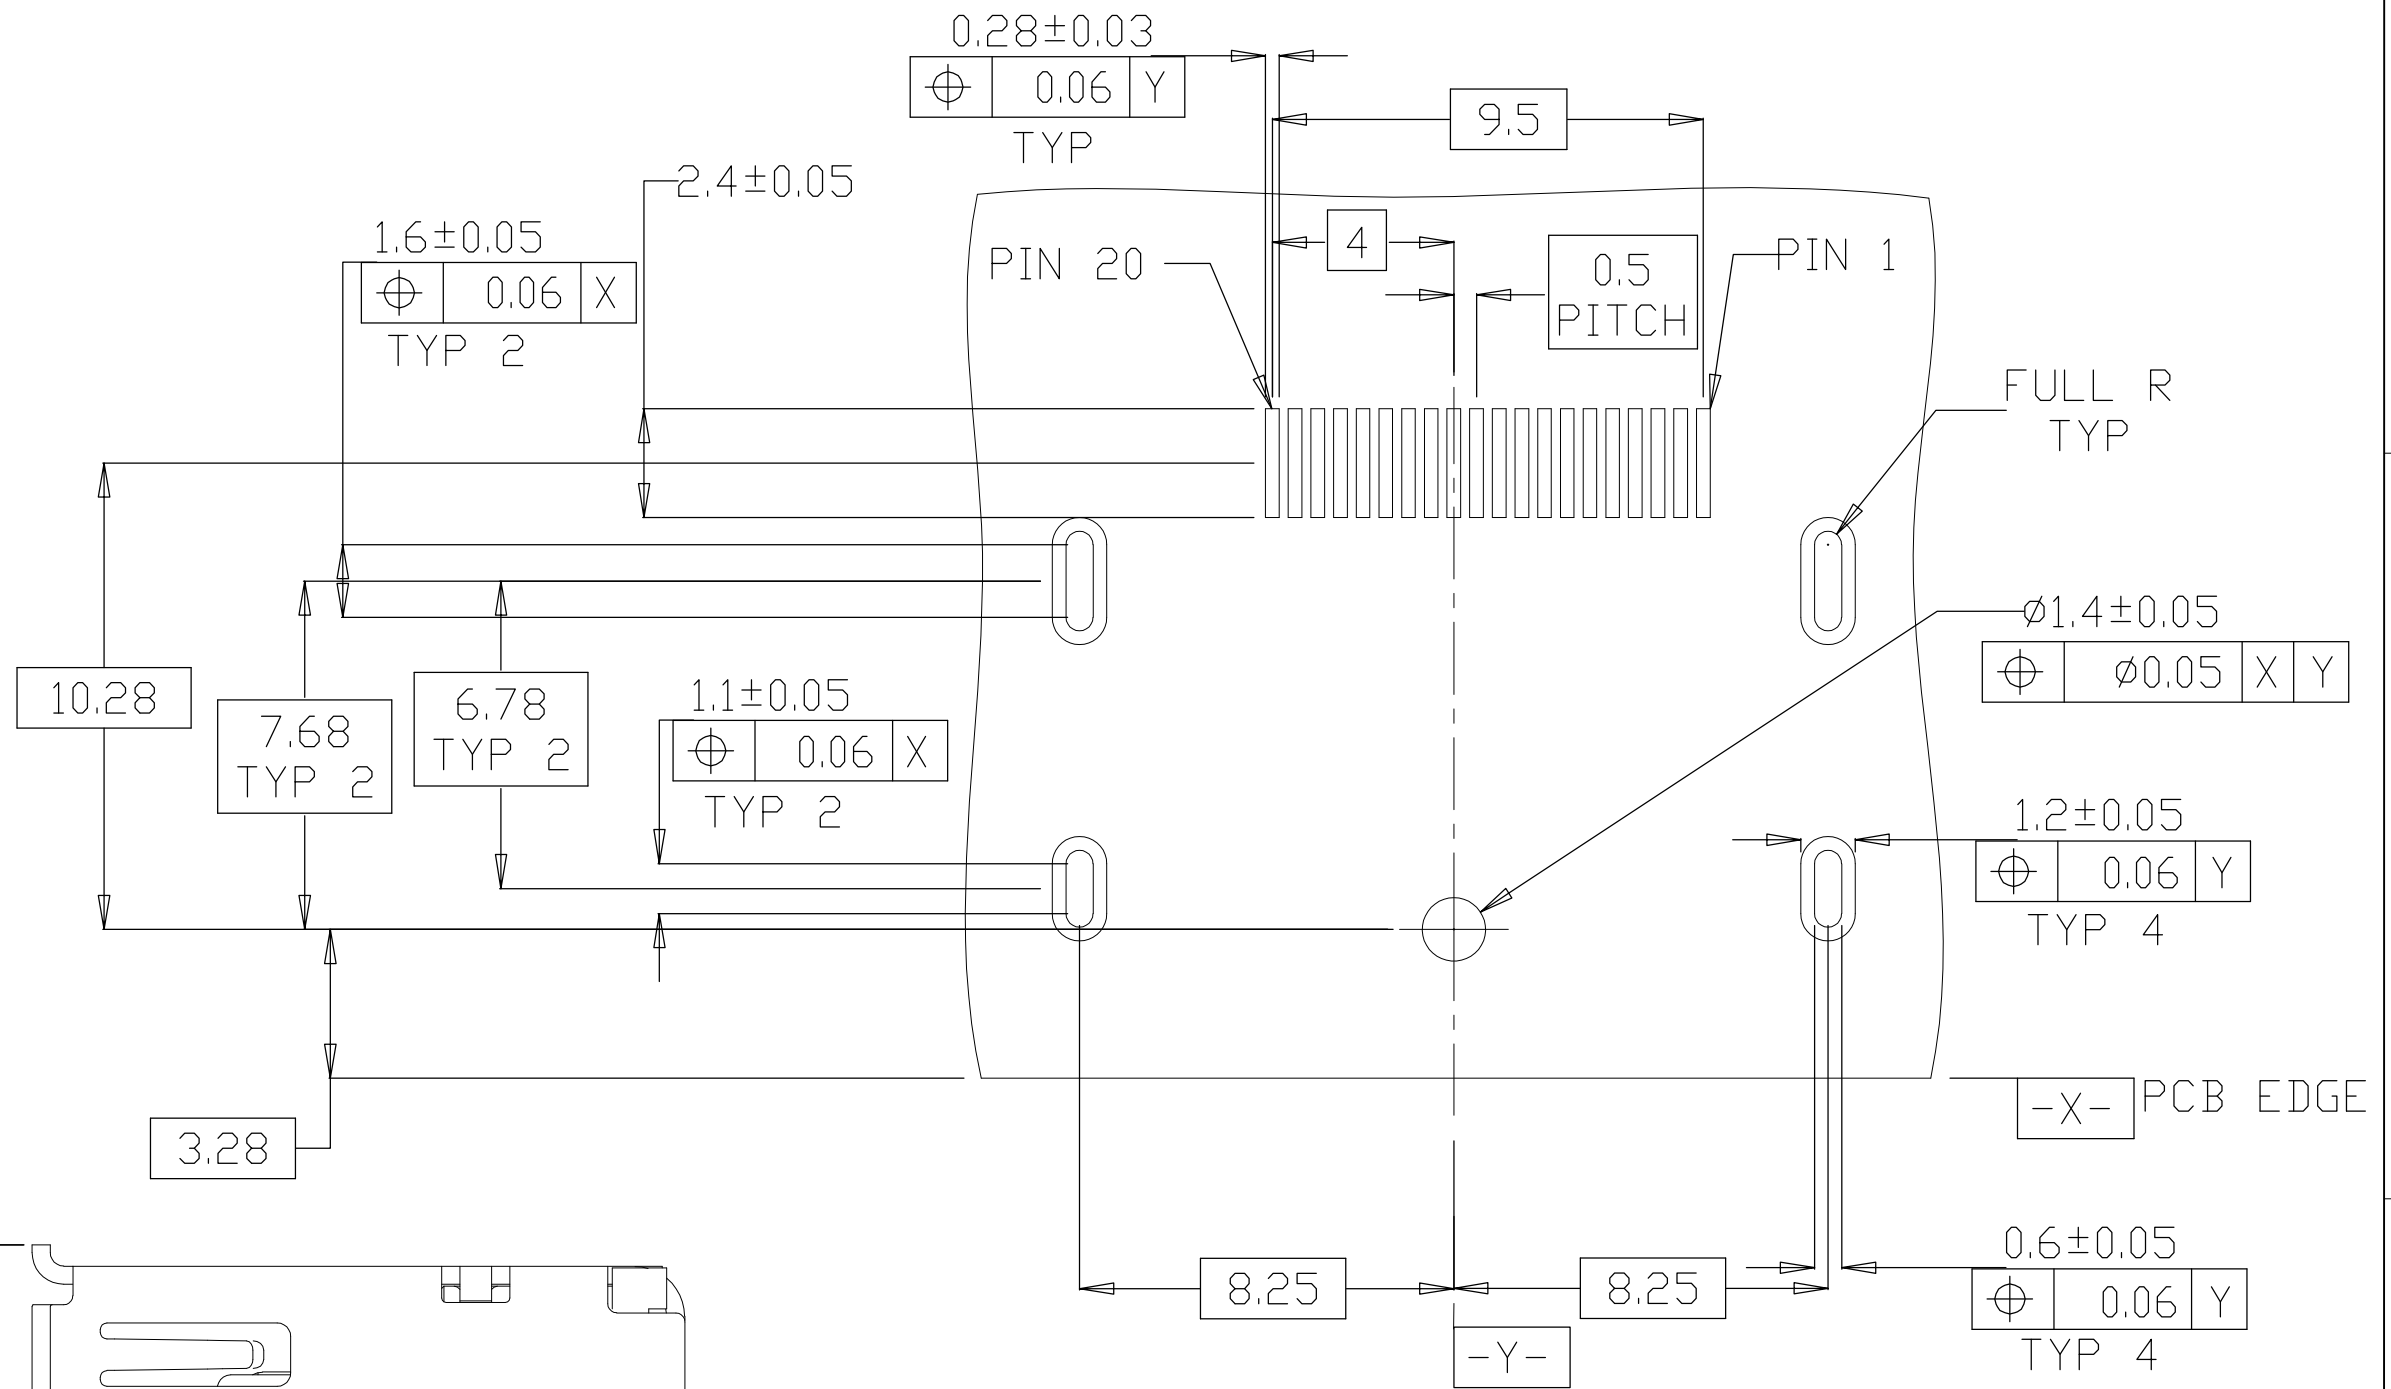 0.28±0.03
⌖ 0.06 Y
TYP
9.5
2.4±0.05
1.6±0.05
⌖ 0.06 X
TYP 2
4
PIN 20
0.5
PITCH
PIN 1
FULL R
TYP
⌀1.4±0.05
⌖ ⌀0.05 X Y
10.28
7.68
TYP 2
6.78
TYP 2
1.1±0.05
⌖ 0.06 X
TYP 2
1.2±0.05
⌖ 0.06 Y
TYP 4
-X- PCB EDGE
3.28
8.25
8.25
0.6±0.05
⌖ 0.06 Y
TYP 4
-Y-